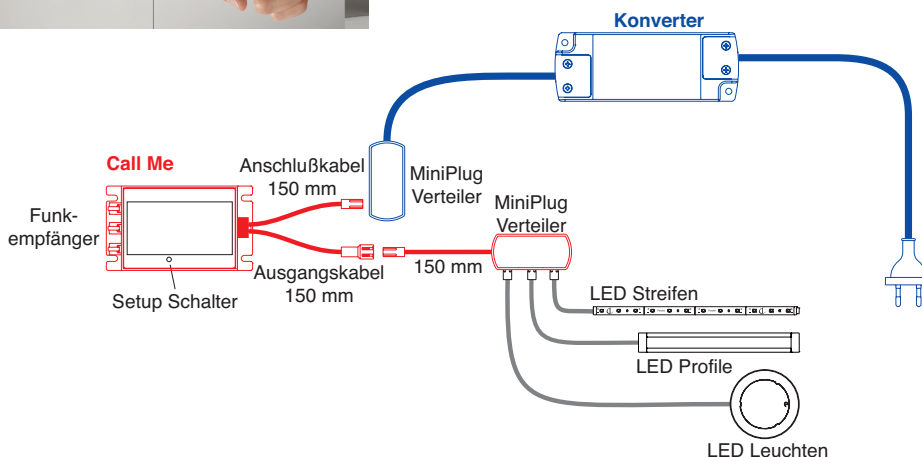 Konverter
Call Me
Anschlußkabel
150 mm
MiniPlug
Verteiler
MiniPlug
Verteiler
Funk-
empfänger
150 mm
Ausgangskabel
150 mm
Setup Schalter
LED Streifen
LED Profile
LED Leuchten